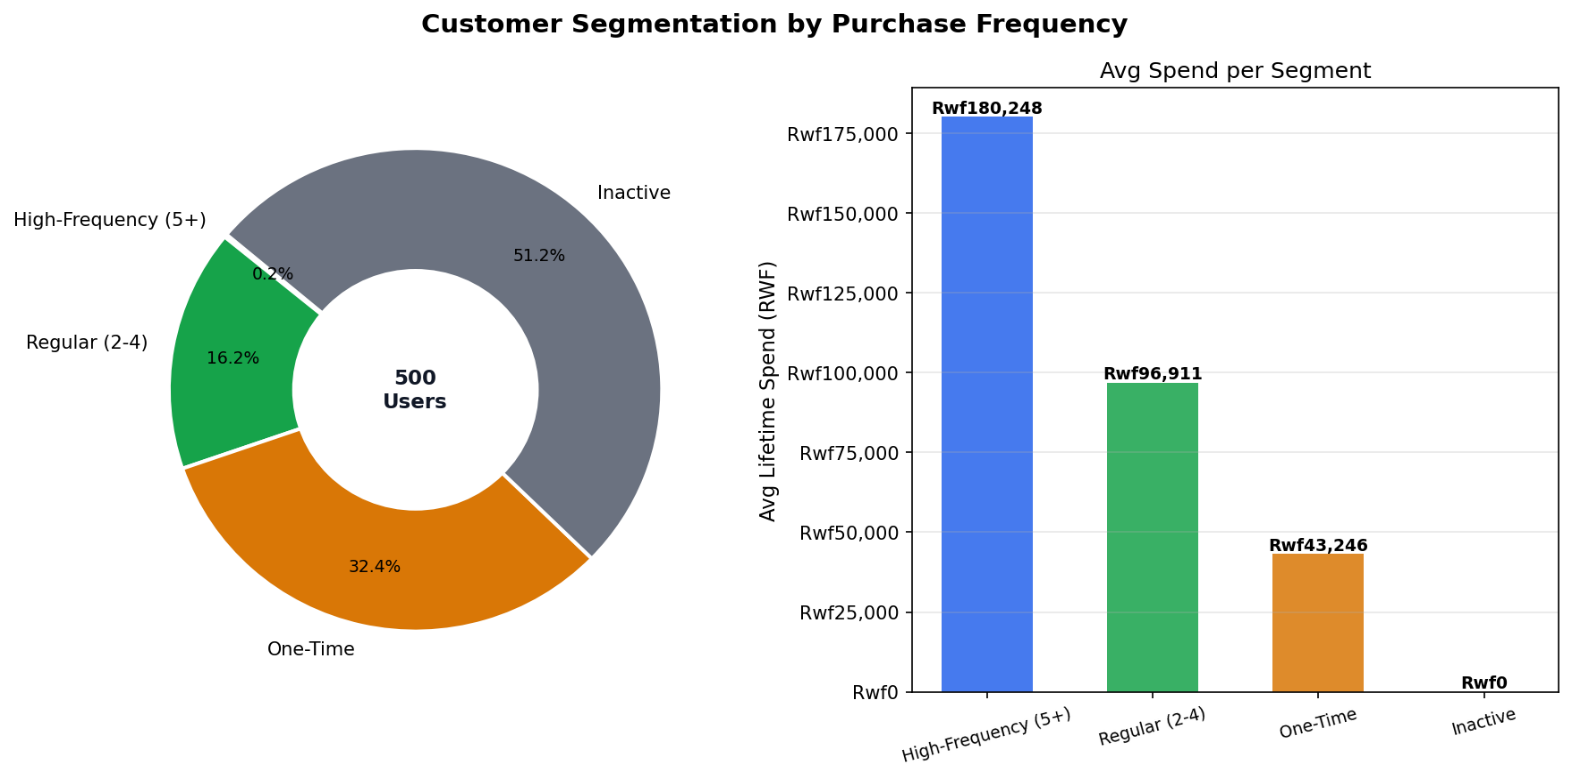 Customer Segmentation by Purchase Frequency
Inactive
High-Frequency (5+)
51.2%
0.2%
Regular (2-4)
16.2%
500
Users
32.4%
One-Time
Avg Spend per Segment
Avg Lifetime Spend (RWF)
Rwf175,000
Rwf150,000
Rwf125,000
Rwf100,000
Rwf75,000
Rwf50,000
Rwf25,000
Rwf0
Rwf180,248
Rwf96,911
Rwf43,246
Rwf0
High-Frequency (5+)
Regular (2-4)
One-Time
Inactive